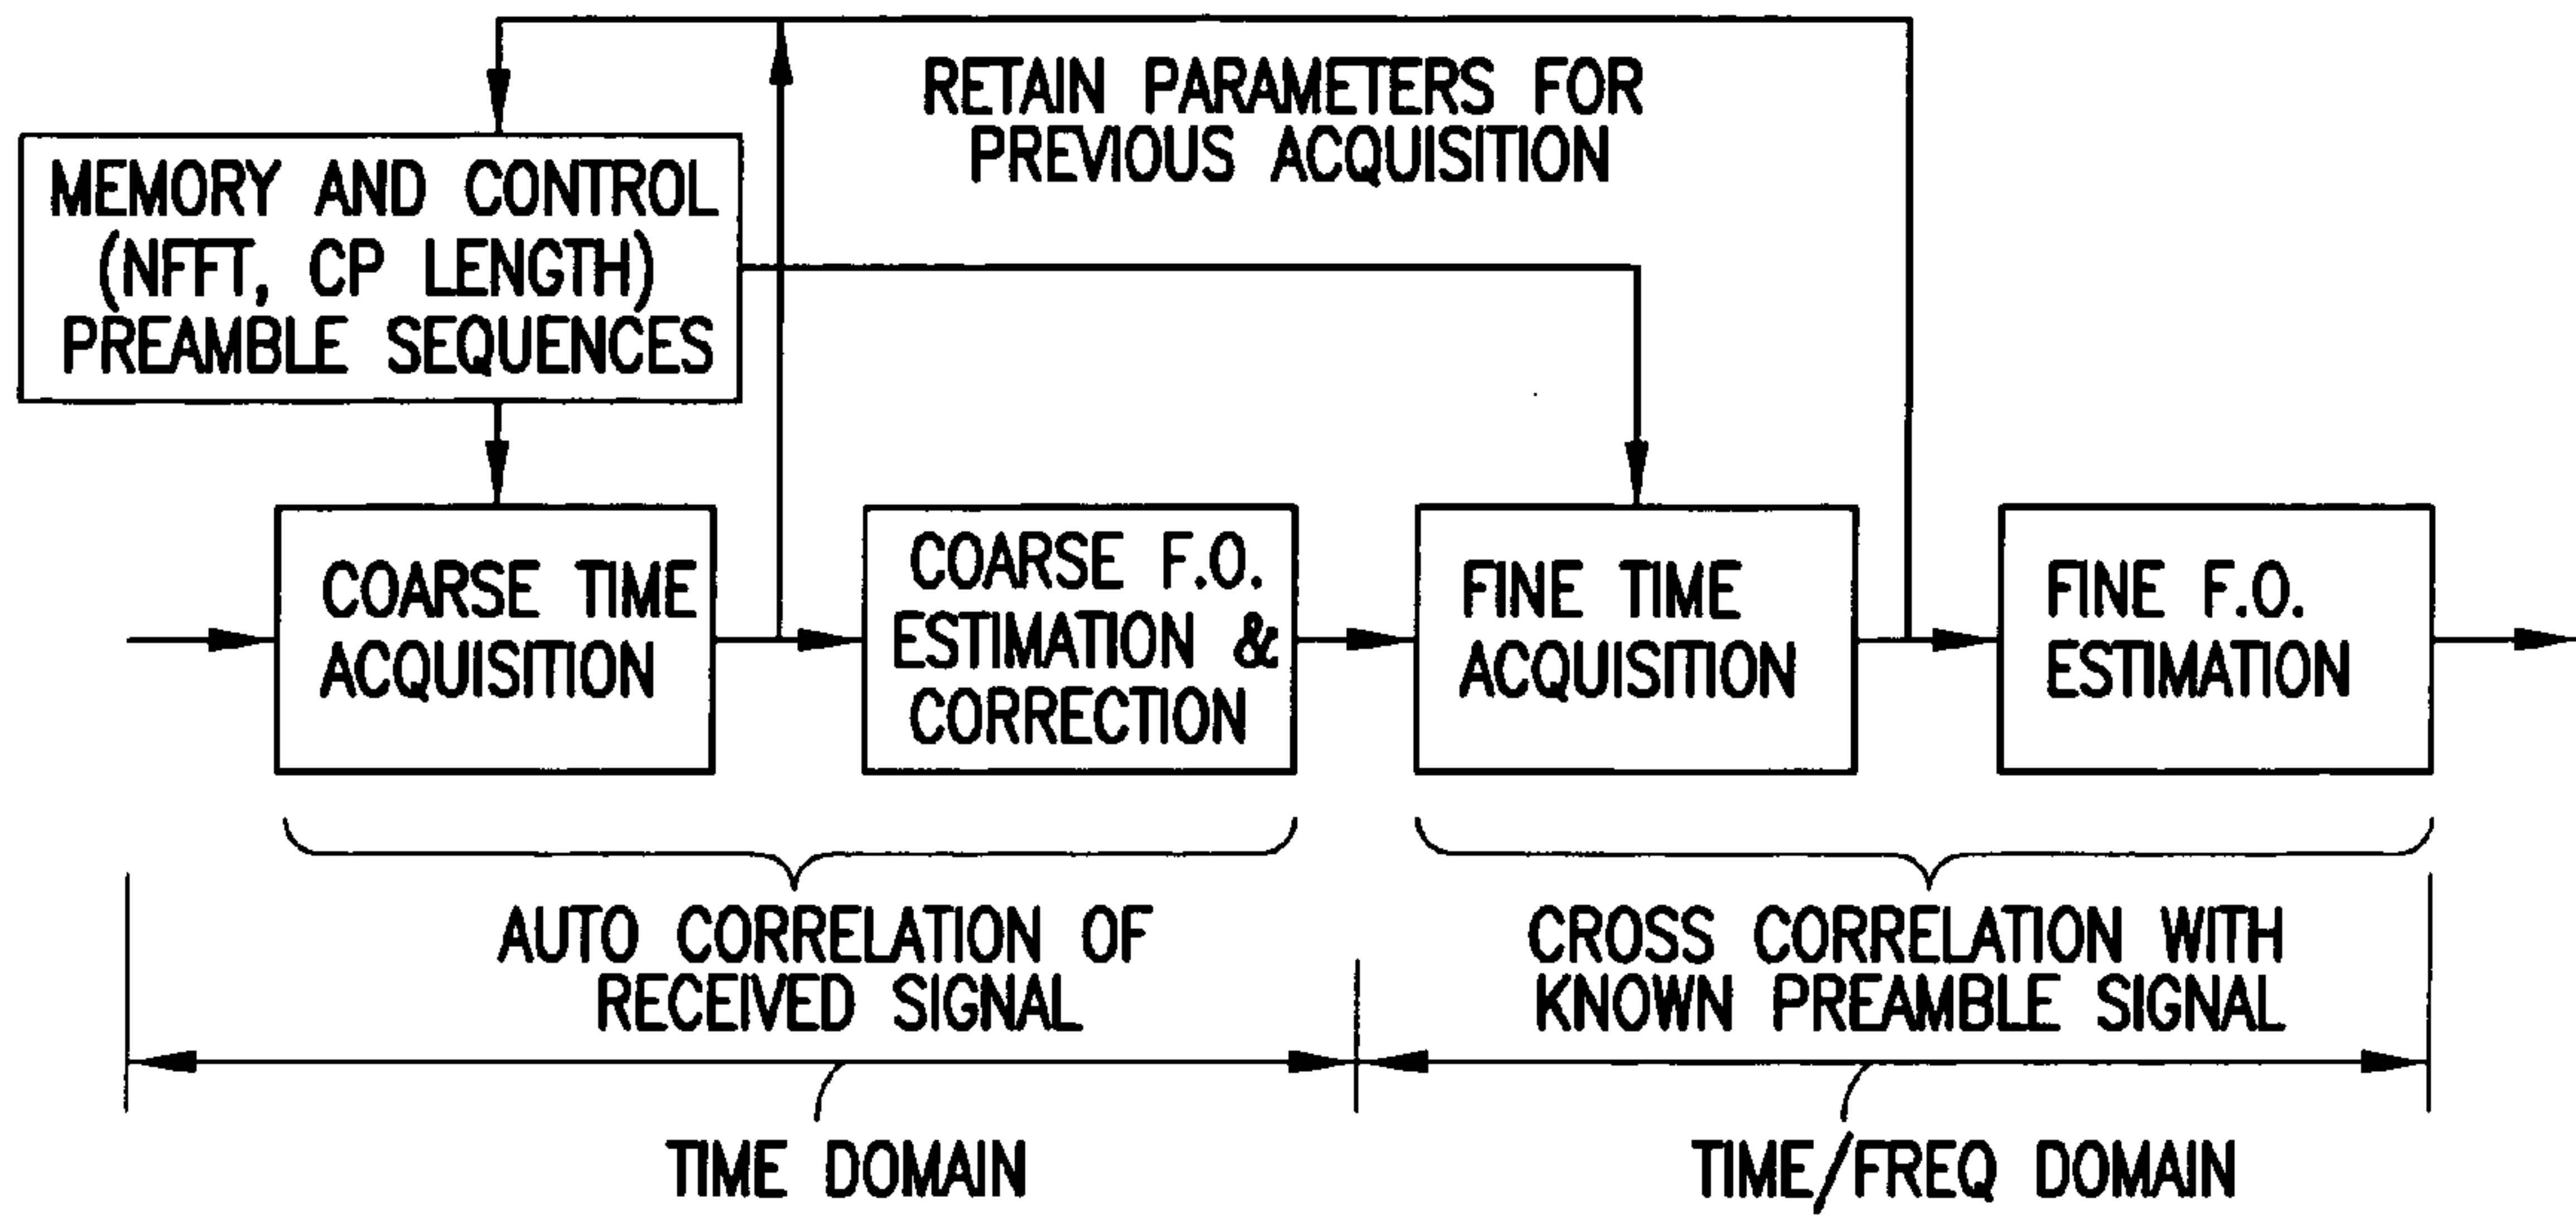 RETAIN PARAMETERS FOR
PREVIOUS ACQUISITION
MEMORY AND CONTROL
(NFFT, CP LENGTH)
PREAMBLE SEQUENCES
COARSE TIME
ACQUISITION
COARSE F.O.
ESTIMATION &
CORRECTION
FINE TIME
ACQUISITION
FINE F.O.
ESTIMATION
AUTO CORRELATION OF
RECEIVED SIGNAL
CROSS CORRELATION WITH
KNOWN PREAMBLE SIGNAL
TIME DOMAIN
TIME/FREQ DOMAIN